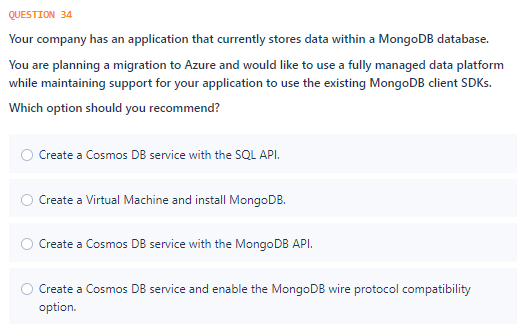 QUESTION 34
Your company has an application that currently stores data within a MongoDB database.
You are planning a migration to Azure and would like to use a fully managed data platform
while maintaining support for your application to use the existing MongoDB client SDKs.
Which option should you recommend?
Create a Cosmos DB service with the SQL API.
Create a Virtual Machine and install MongoDB.
Create a Cosmos DB service with the MongoDB API.
Create a Cosmos DB service and enable the MongoDB wire protocol compatibility
option.